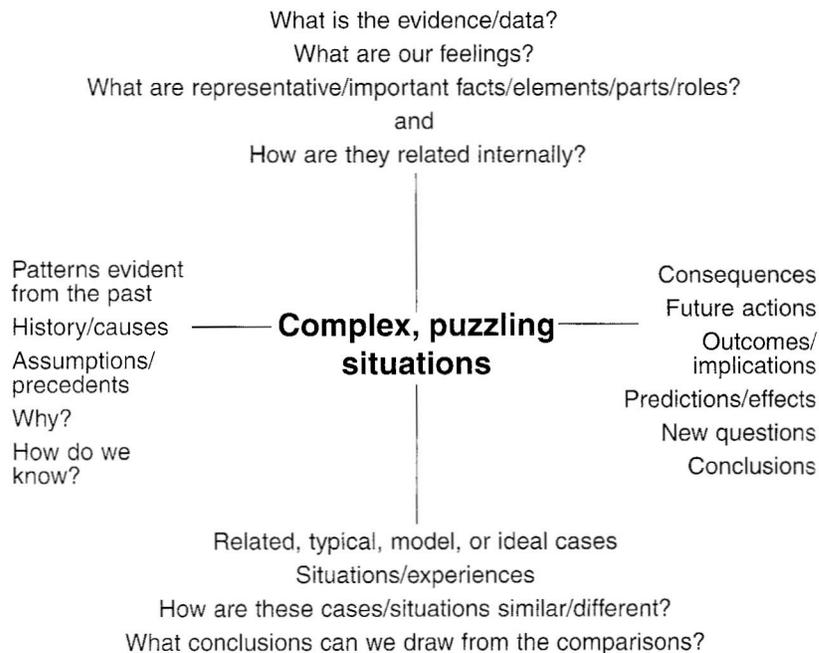 What is the evidence/data?
What are our feelings?
What are representative/important facts/elements/parts/roles?
and
How are they related internally?
Patterns evident
from the past
History/causes
Assumptions/
precedents
Why?
How do we
know?
Complex, puzzling
situations
Consequences
Future actions
Outcomes/
implications
Predictions/effects
New questions
Conclusions
Related, typical, model, or ideal cases
Situations/experiences
How are these cases/situations similar/different?
What conclusions can we draw from the comparisons?